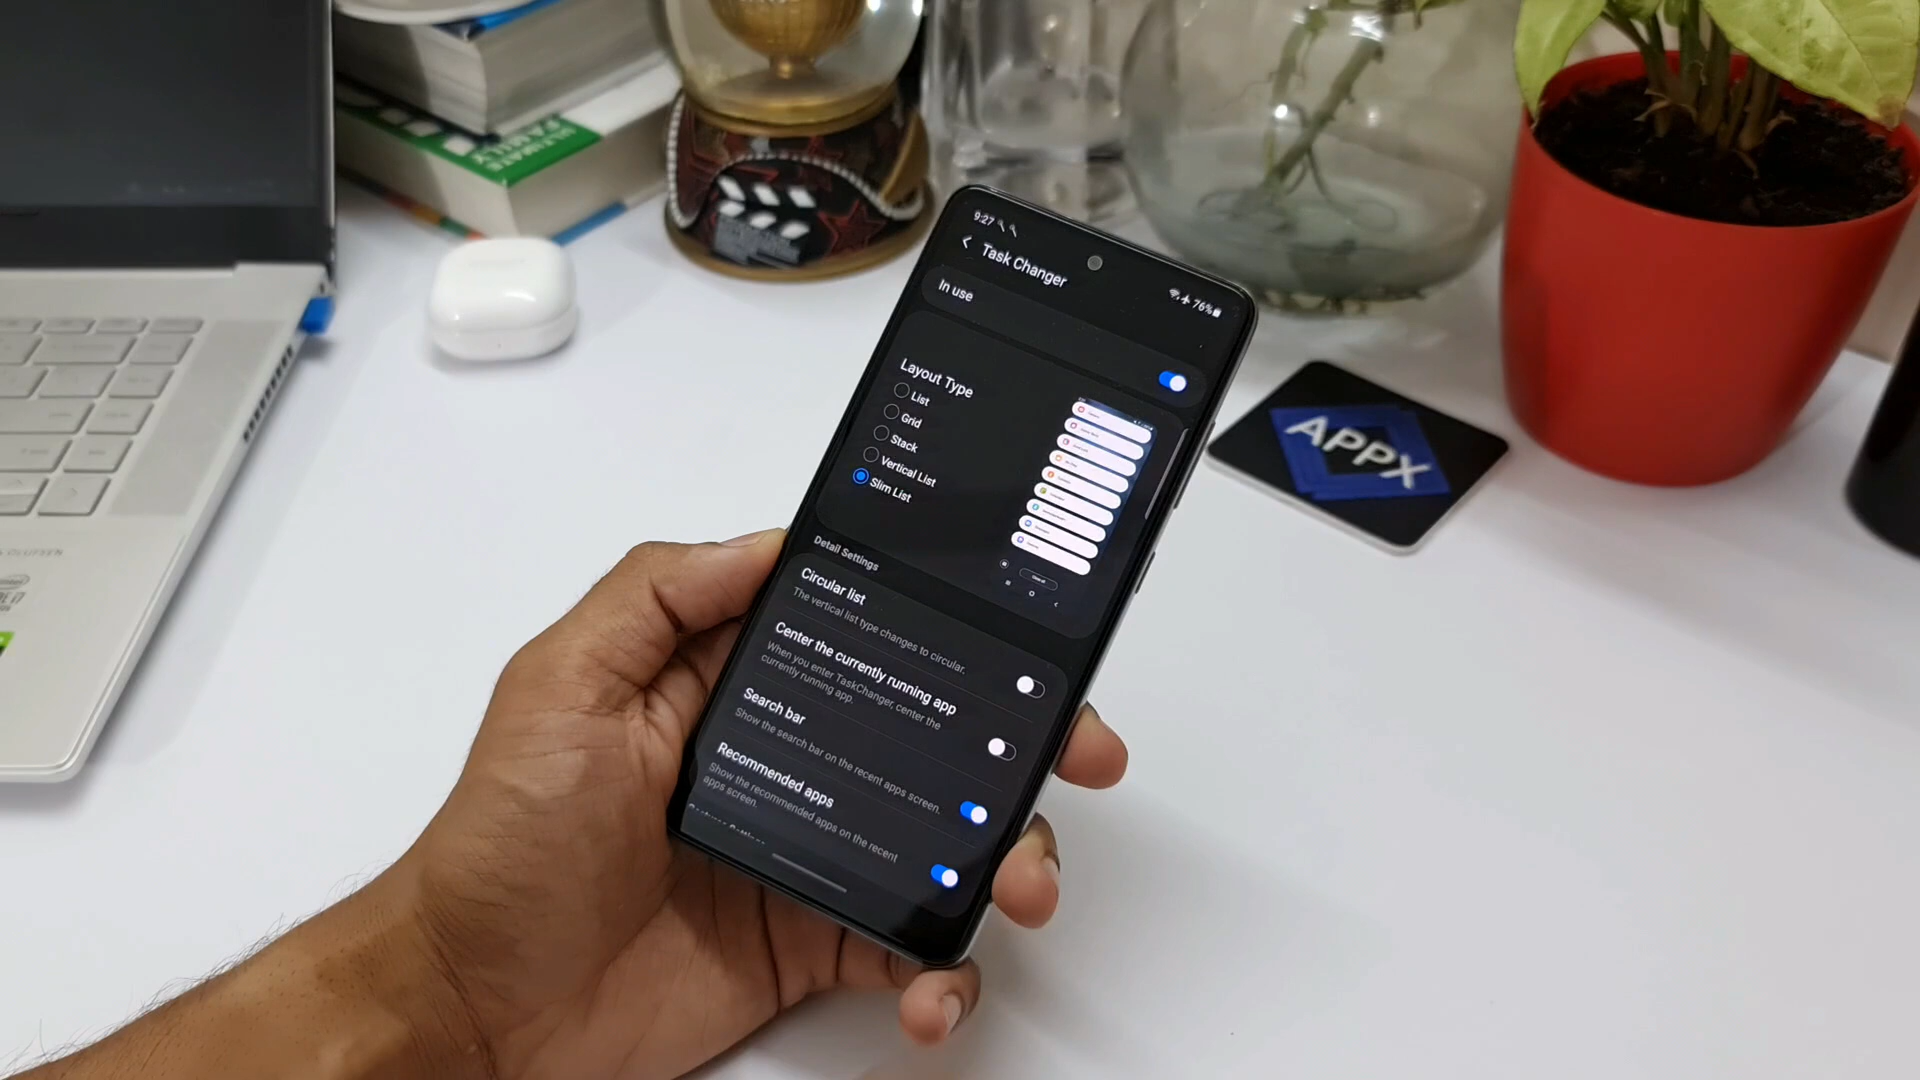 ULTIMATE
FAMILY
9:27
76%
Task Changer
In use
Layout Type
List
Grid
Stack
Vertical List
Slim List
Detail Settings
Circular list
The vertical list type changes to circular.
Center the currently running app
When you enter TaskChanger, center the
currently running app.
Search bar
Show the search bar on the recent apps screen.
Recommended apps
Show the recommended apps on the recent
apps screen.
APPX
OLUFSEN